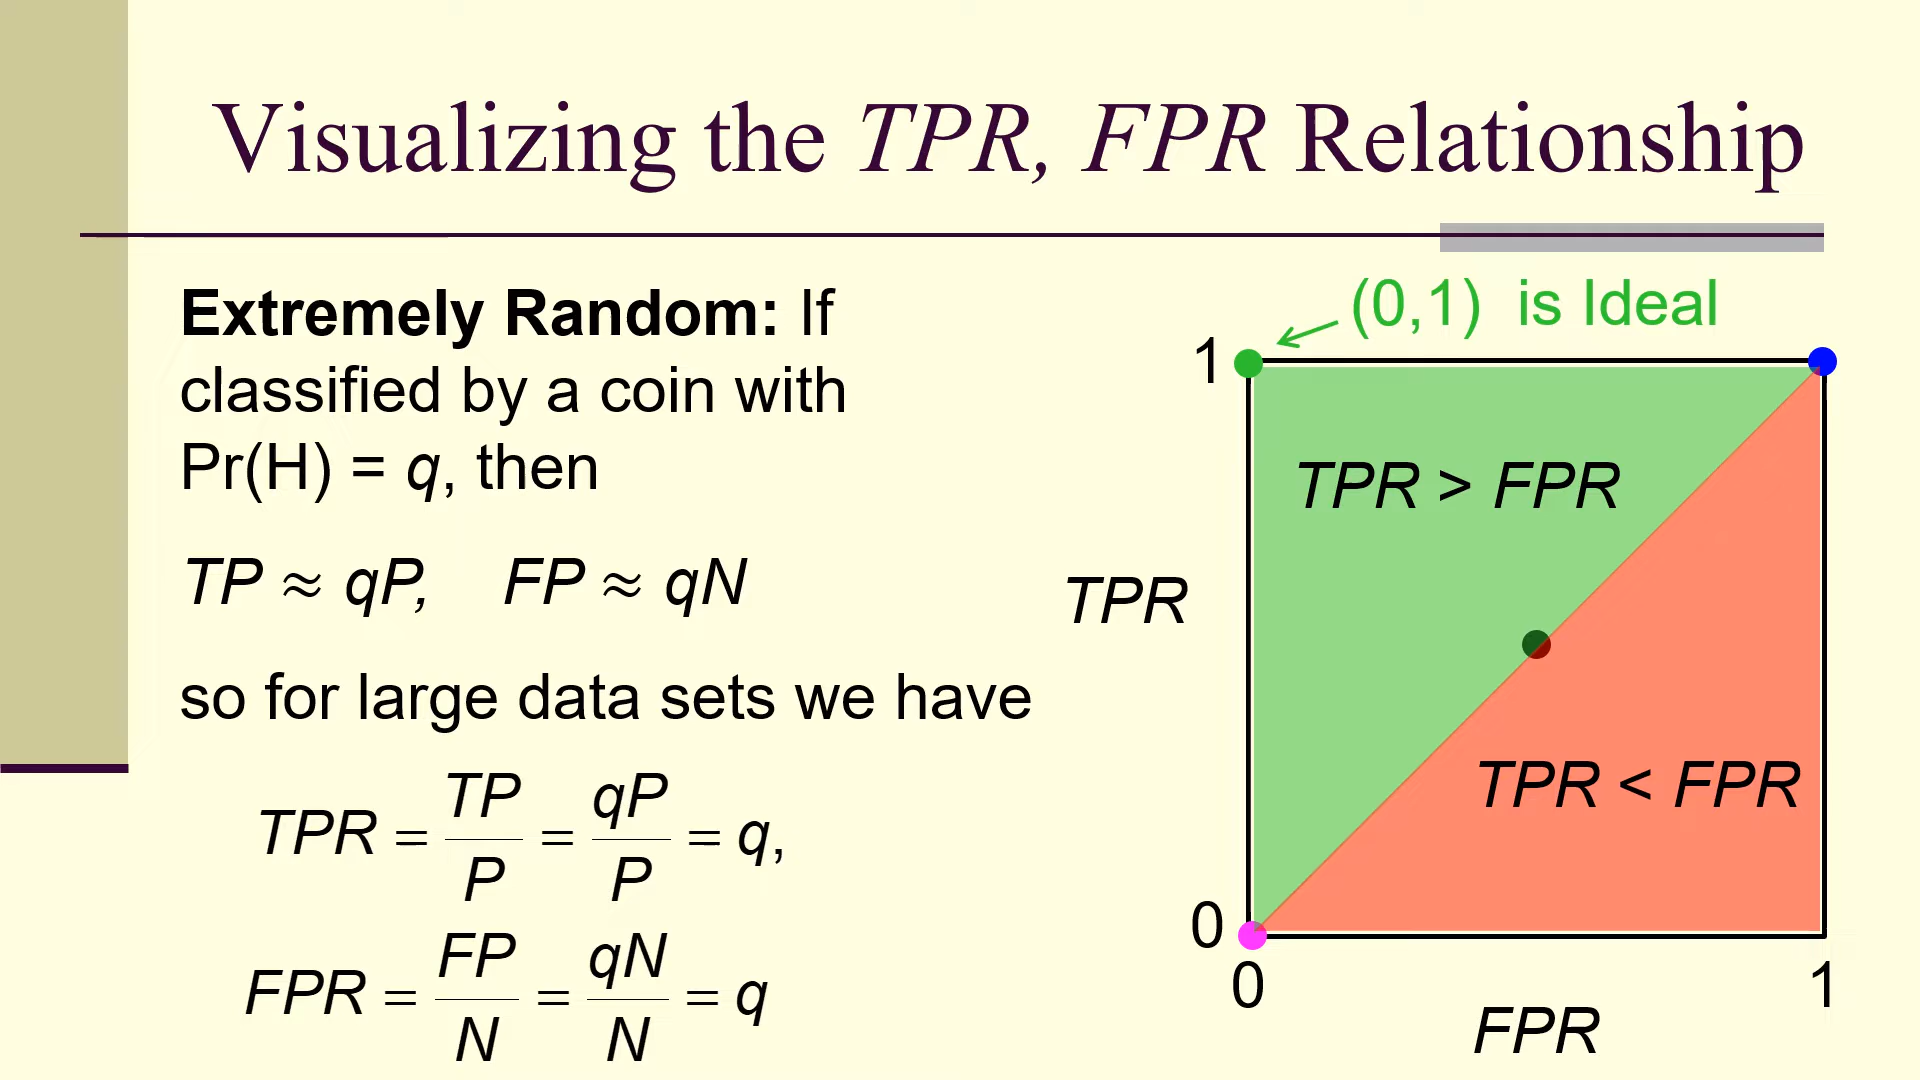 Visualizing the TPR, FPR Relationship
Extremely Random: If
classified by a coin with
Pr(H) = q, then
TP ≈ qP, FP ≈ qN
so for large data sets we have
TPR = TP/P = qP/P = q,
FPR = FP/N = qN/N = q
(0,1) is Ideal
1
TPR > FPR
TPR
TPR < FPR
0
0 1
FPR